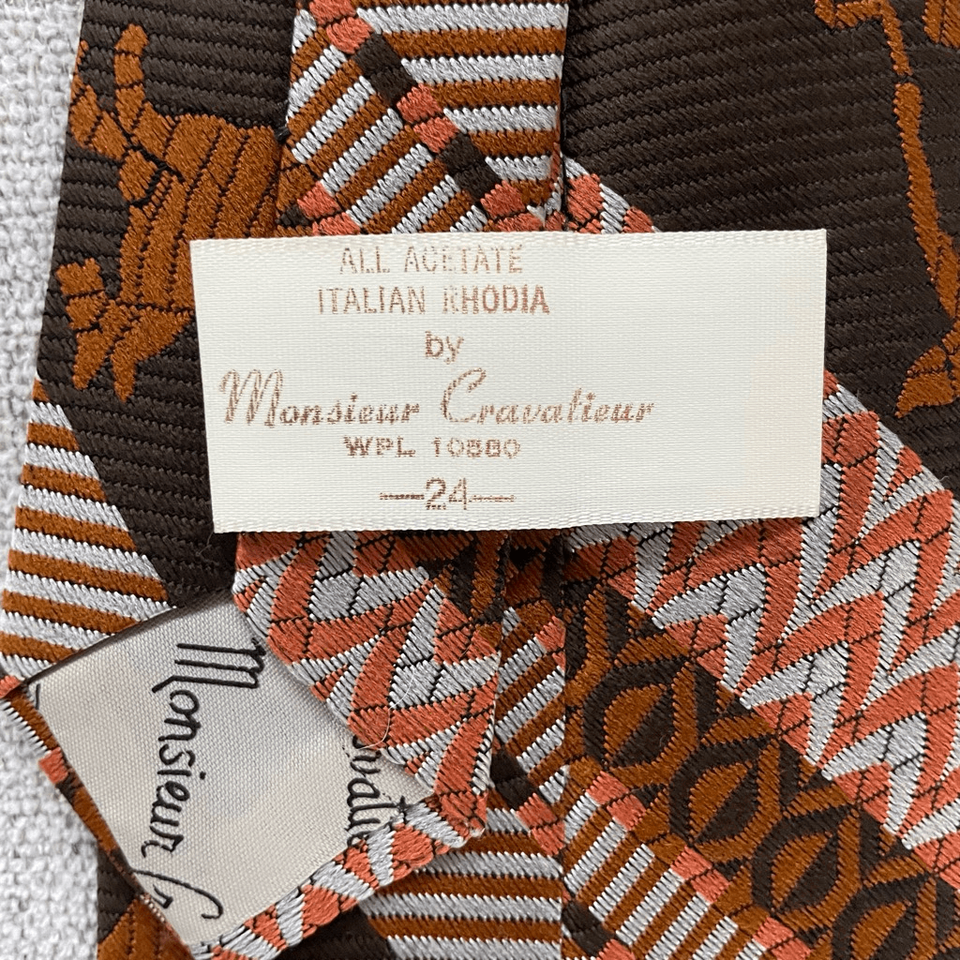 ALL ACETATE
ITALIAN RHODIA
by
Monsieur Cravatieur
WPL 10880
—24—
Monsieur